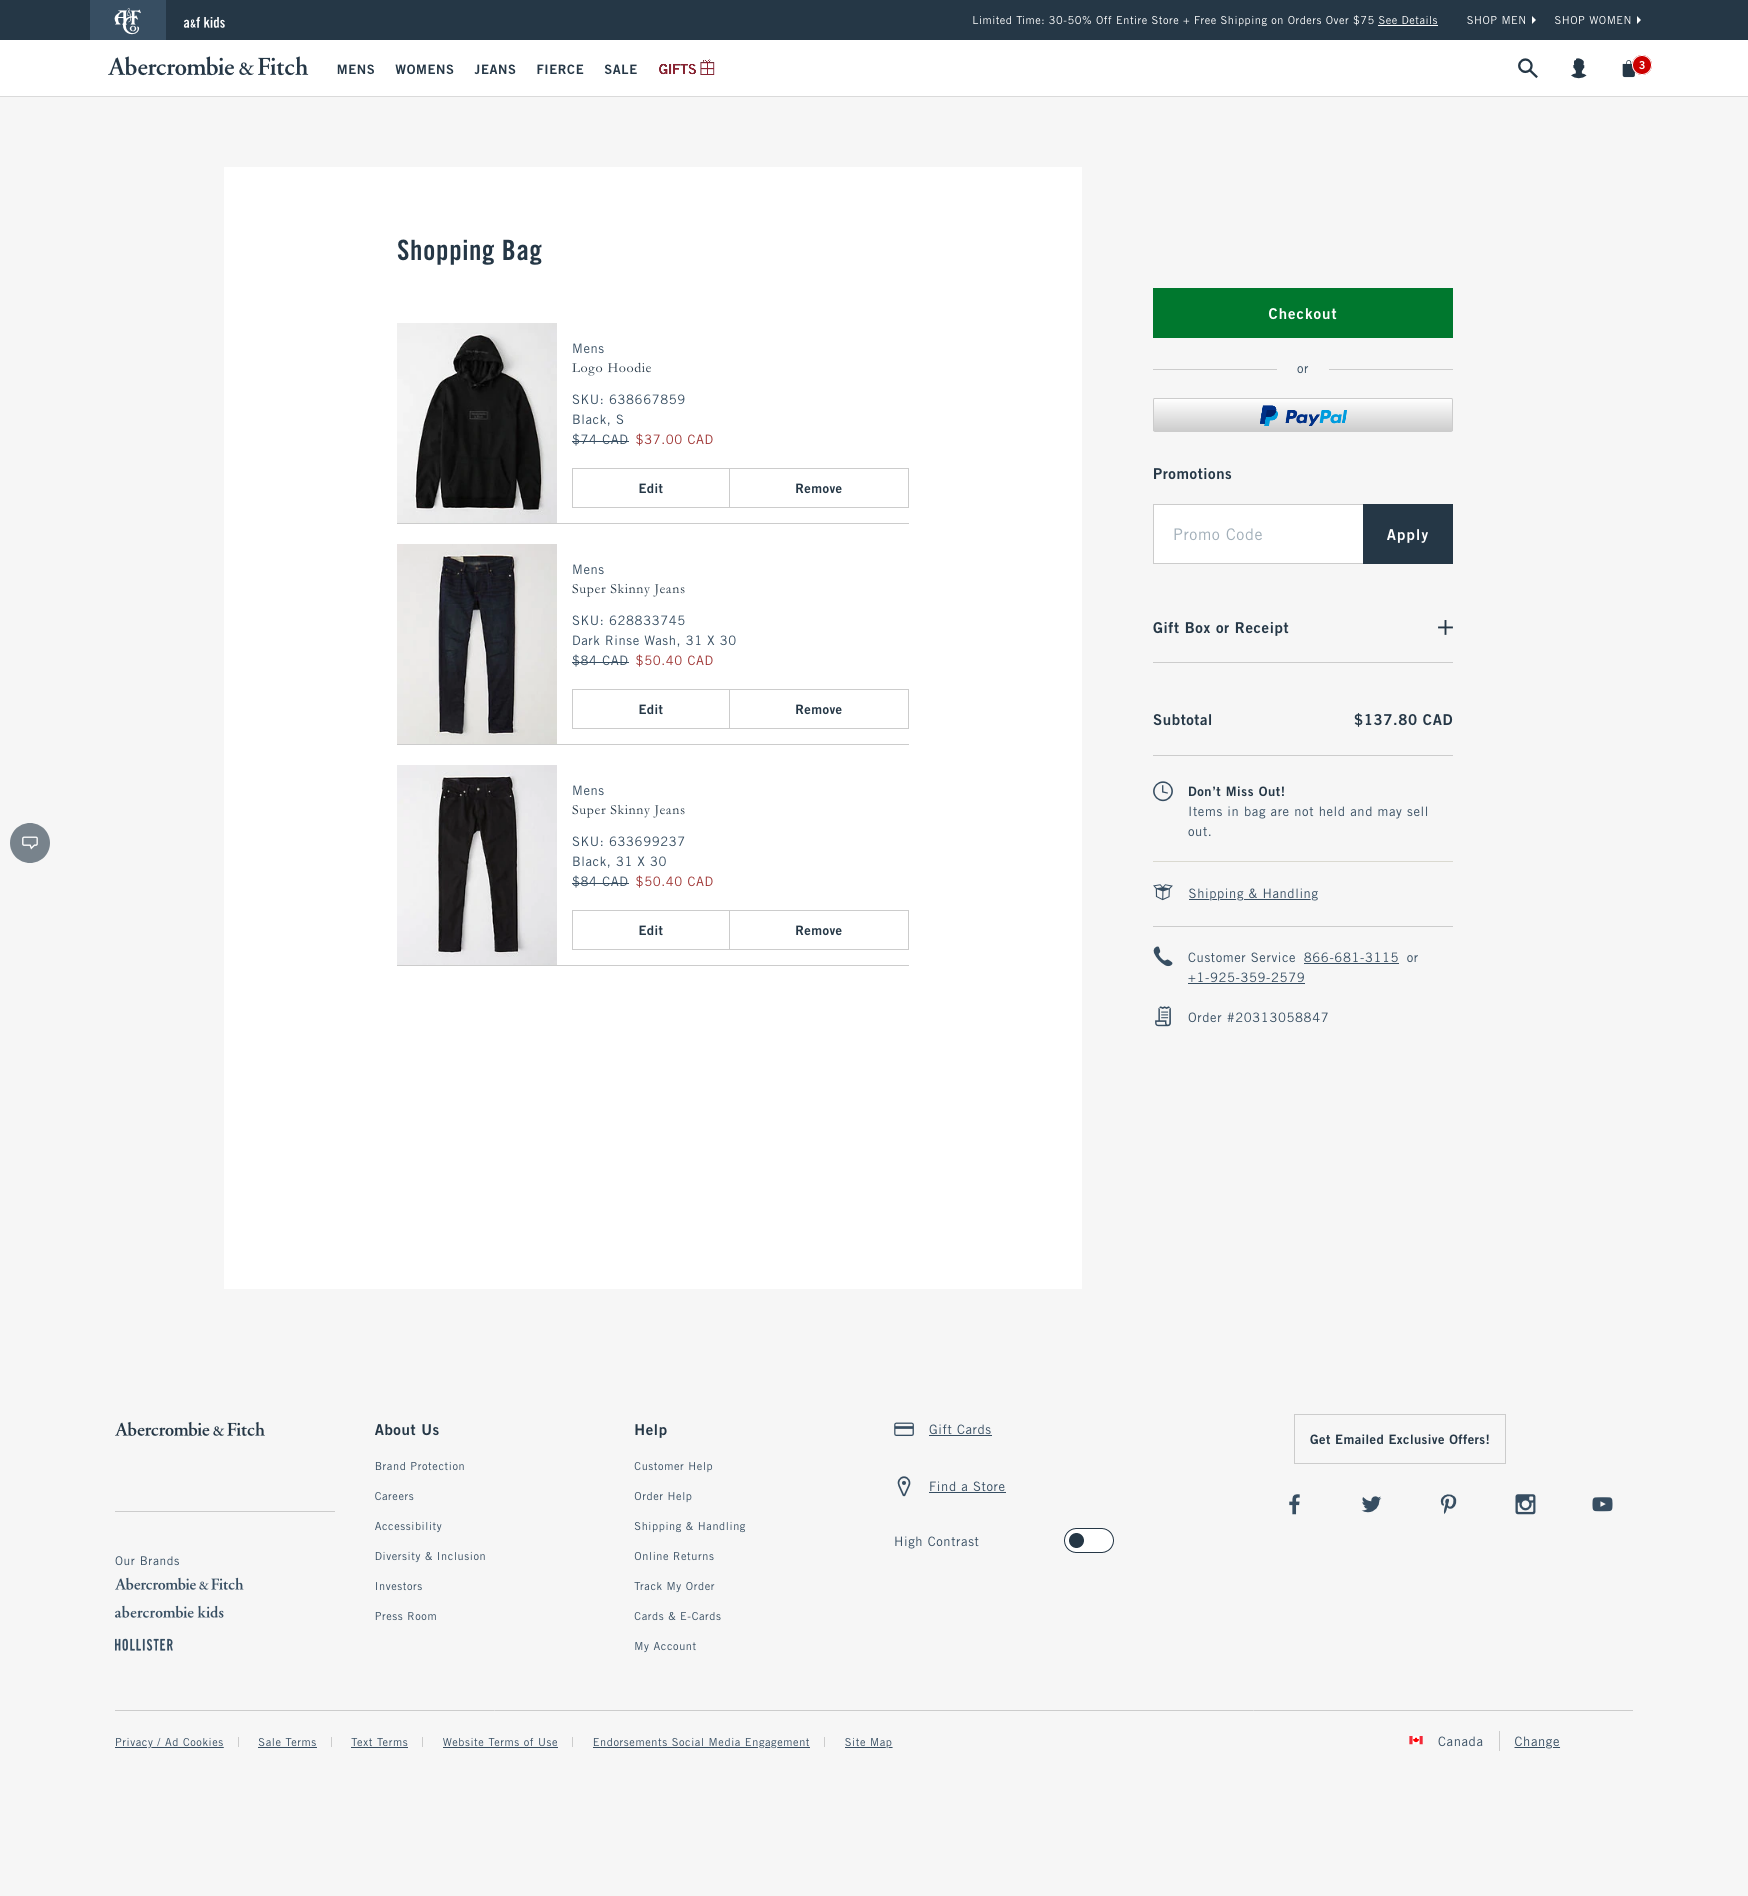 a&f kids
Limited Time: 30-50% Off Entire Store + Free Shipping on Orders Over $75 See Details
SHOP MEN
SHOP WOMEN
Abercrombie & Fitch
MENS
WOMENS
JEANS
FIERCE
SALE
GIFTS
3
Shopping Bag
Mens
Logo Hoodie
SKU: 638667859
Black, S
$74 CAD $37.00 CAD
Edit
Remove
Mens
Super Skinny Jeans
SKU: 628833745
Dark Rinse Wash, 31 X 30
$84 CAD $50.40 CAD
Edit
Remove
Mens
Super Skinny Jeans
SKU: 633699237
Black, 31 X 30
$84 CAD $50.40 CAD
Edit
Remove
Checkout
or
PayPal
Promotions
Promo Code
Apply
Gift Box or Receipt
Subtotal
$137.80 CAD
Don't Miss Out!
Items in bag are not held and may sell
out.
Shipping & Handling
Customer Service 866-681-3115 or
+1-925-359-2579
Order #20313058847
Abercrombie & Fitch
Our Brands
Abercrombie & Fitch
abercrombie kids
HOLLISTER
About Us
Brand Protection
Careers
Accessibility
Diversity & Inclusion
Investors
Press Room
Help
Customer Help
Order Help
Shipping & Handling
Online Returns
Track My Order
Cards & E-Cards
My Account
Gift Cards
Find a Store
High Contrast
Get Emailed Exclusive Offers!
Privacy / Ad Cookies
Sale Terms
Text Terms
Website Terms of Use
Endorsements Social Media Engagement
Site Map
Canada
Change